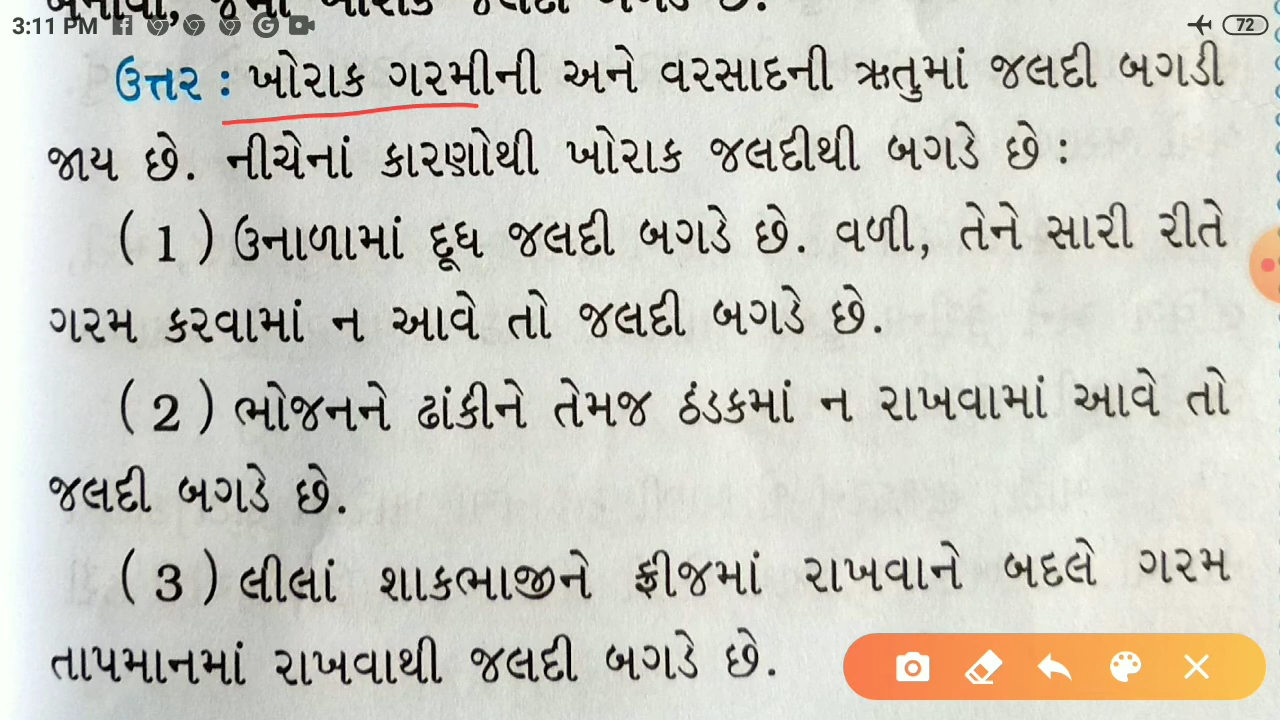 3:11 PM
72
ઉત્તર : ખોરાક ગરમીની અને વરસાદની ઋતુમાં જલદી બગડી
જાય છે. નીચેનાં કારણોથી ખોરાક જલદીથી બગડે છે :
( 1 ) ઉનાળામાં દૂધ જલદી બગડે છે. વળી, તેને સારી રીતે
ગરમ કરવામાં ન આવે તો જલદી બગડે છે.
( 2 ) ભોજનને ઢાંકીને તેમજ ઠંડકમાં ન રાખવામાં આવે તો
જલદી બગડે છે.
( 3 ) લીલાં શાકભાજીને ફ્રીજમાં રાખવાને બદલે ગરમ
તાપમાનમાં રાખવાથી જલદી બગડે છે.